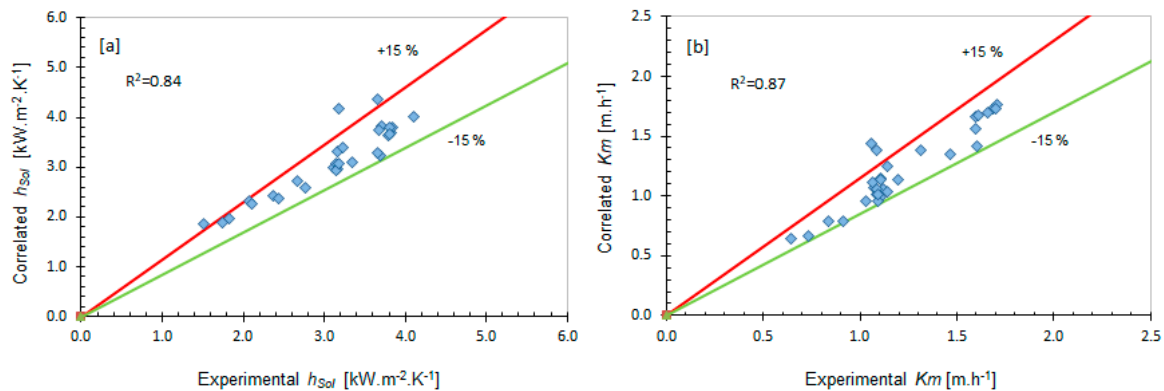 [a]
R²=0.84
+15 %
-15 %
6.0
5.0
4.0
3.0
2.0
1.0
0.0
0.0 1.0 2.0 3.0 4.0 5.0 6.0
Correlated hSol [kW.m⁻².K⁻¹]
Experimental hSol [kW.m⁻².K⁻¹]
[b]
R²=0.87
+15 %
-15 %
2.5
2.0
1.5
1.0
0.5
0.0
0.0 0.5 1.0 1.5 2.0 2.5
Correlated Km [m.h⁻¹]
Experimental Km [m.h⁻¹]